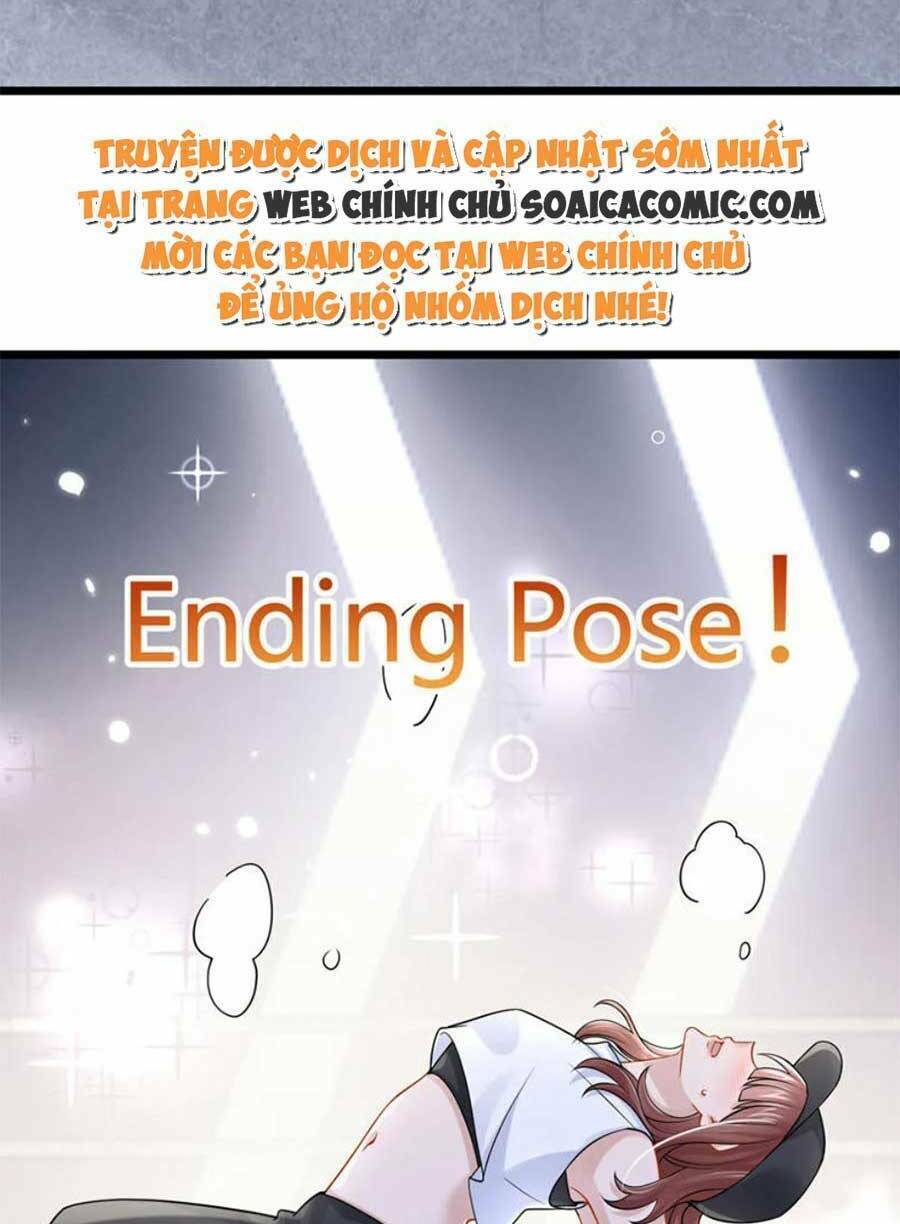 TRUYỆN ĐƯỢC DỊCH VÀ CẬP NHẬT SỚM NHẤT
TẠI TRANG WEB CHÍNH CHỦ SOAICACOMIC.COM
MỜI CÁC BẠN ĐỌC TẠI WEB CHÍNH CHỦ
ĐỂ ỦNG HỘ NHÓM DỊCH NHÉ!
Ending Pose!